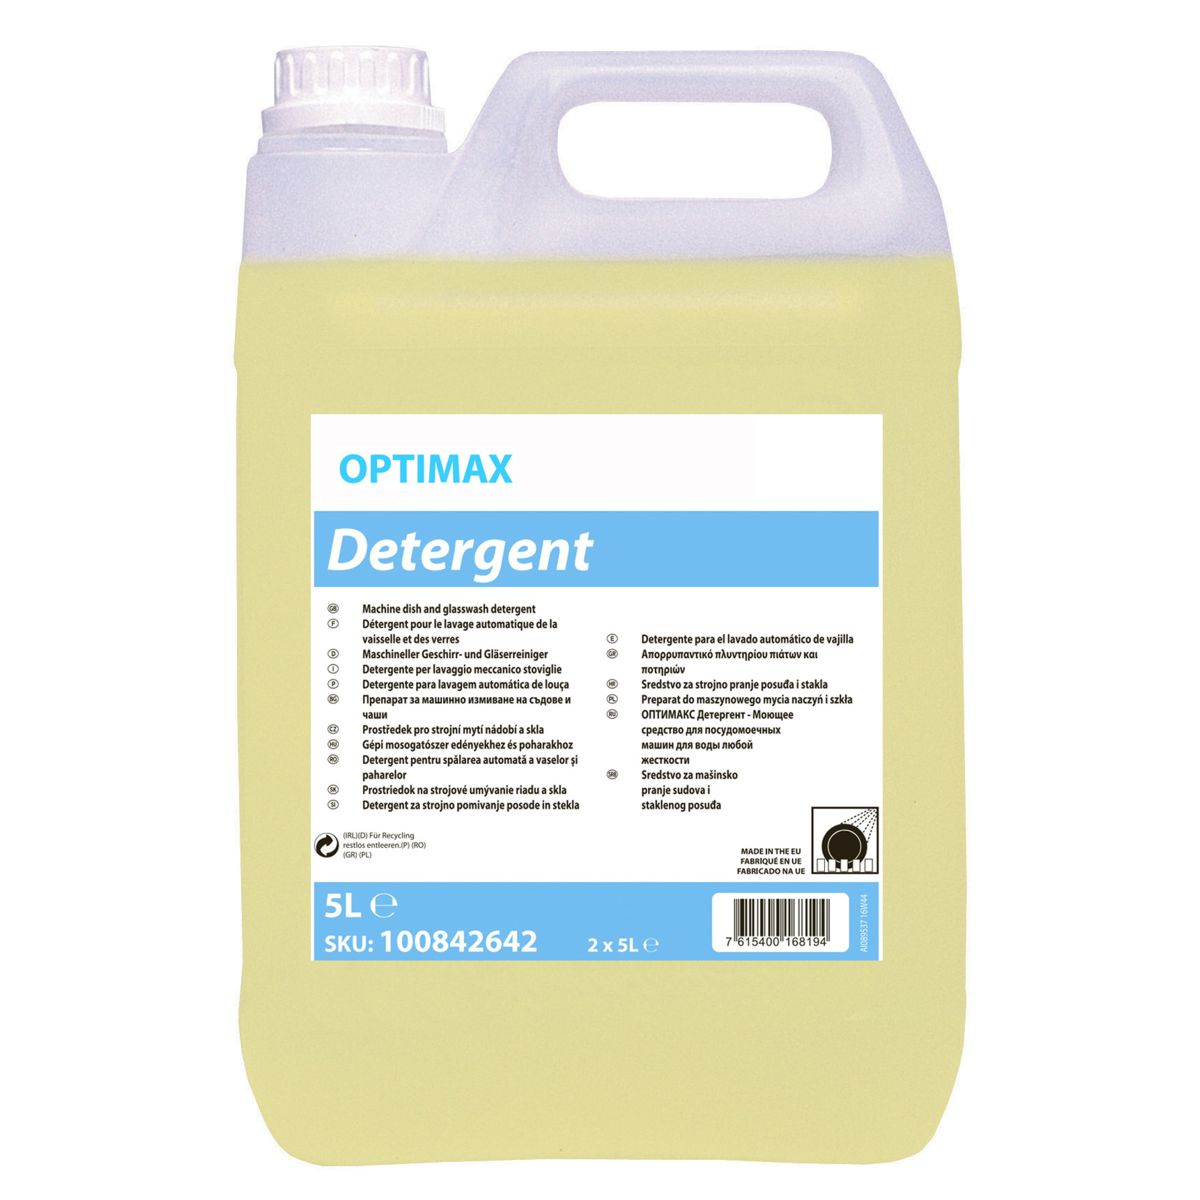 OPTIMAX
Detergent
GB Machine dish and glasswash detergent
F Détergent pour le lavage automatique de la
vaisselle et des verres
D Maschineller Geschirr- und Gläserreiniger
I Detergente per lavaggio meccanico stoviglie
P Detergente para lavagem automática de louça
BG Препарат за машинно измиване на съдове и
чаши
CZ Prostředek pro strojní mytí nádobí a skla
HU Gépi mosogatószer edényekhez és poharakhoz
RO Detergent pentru spălarea automată a vaselor și
paharelor
SK Prostriedok na strojové umývanie riadu a skla
SI Detergent za strojno pomivanje posode in stekla
E Detergente para el lavado automático de vajilla
GR Απορρυπαντικό πλυντηρίου πιάτων και
ποτηριών
HR Sredstvo za strojno pranje posuđa i stakla
PL Preparat do maszynowego mycia naczyń i szkła
RU ОПТИМАКС Детергент - Моющее
средство для посудомоечных
машин для воды любой
жесткости
SRB Sredstvo za mašinsko
pranje sudova i
staklenog posuđa
(IRL)(D) Für Recycling
restlos entleeren.(P) (RO)
(GR) (PL)
MADE IN THE EU
FABRIQUÉ EN UE
FABRICADO NA UE
5L ℮
SKU: 100842642
2 x 5L ℮
7 615400 168194
AI089537 16W44